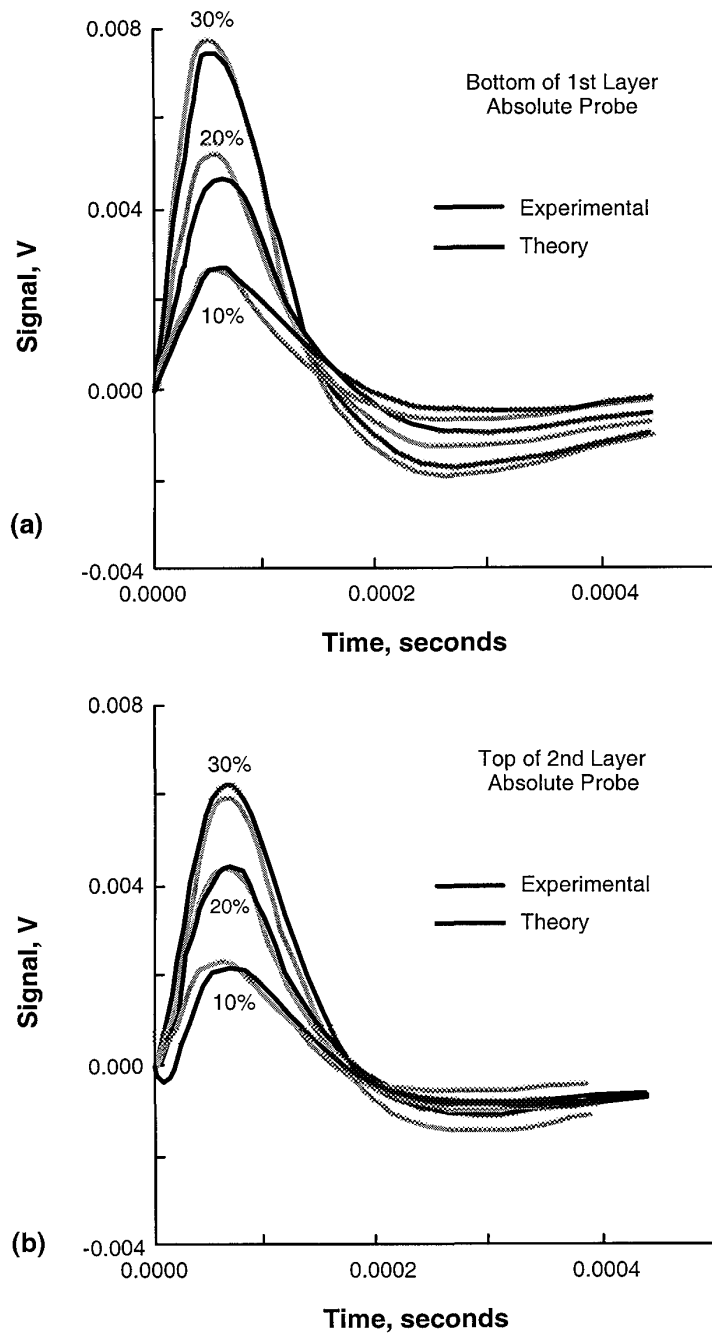 30%
0.008
Bottom of 1st Layer
Absolute Probe
20%
0.004
Experimental
Theory
Signal, V
10%
0.000
(a)
-0.004
0.0000
0.0002
0.0004
Time, seconds
0.008
Top of 2nd Layer
Absolute Probe
30%
0.004
Experimental
20%
Theory
Signal, V
10%
0.000
(b)
-0.004
0.0000
0.0002
0.0004
Time, seconds